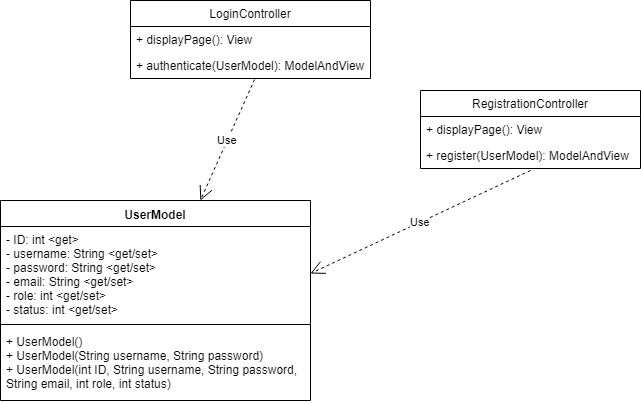 LoginController
+ displayPage(): View
+ authenticate(UserModel): ModelAndView
RegistrationController
+ displayPage(): View
+ register(UserModel): ModelAndView
Use
Use
UserModel
- ID: int <get>
- username: String <get/set>
- password: String <get/set>
- email: String <get/set>
- role: int <get/set>
- status: int <get/set>
+ UserModel()
+ UserModel(String username, String password)
+ UserModel(int ID, String username, String password,
String email, int role, int status)